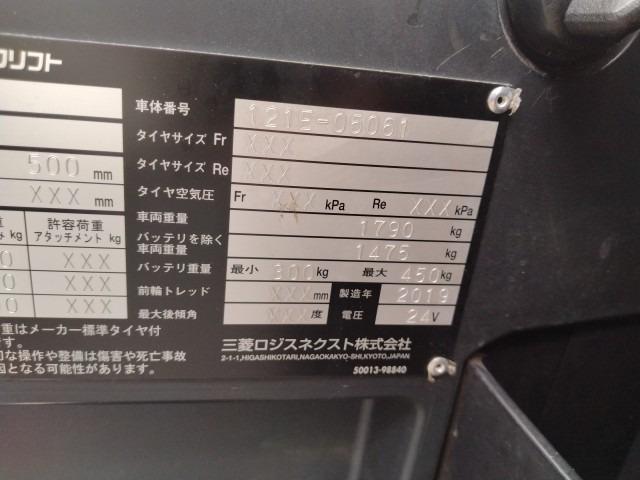 フリフト
車体番号 121E-05061
タイヤサイズ Fr XXX
500 mm タイヤサイズ Re XXX
XXX mm タイヤ空気圧 Fr XXX kPa Re XXX kPa
車両重量 1790 kg
許容荷重
アタッチメント kg
バッテリを除く
車両重量 1475 kg
XXX バッテリ重量 最小 300 kg 最大 450 kg
XXX 前輪トレッド XXX mm 製造年 2019
XXX 最大後傾角 XXX 度 電圧 24V
重はメーカー標準タイヤ付
す。
的な操作や整備は傷害や死亡事故
因となる可能性があります。
三菱ロジスネクスト株式会社
2-1-1,HIGASHIKOTARI,NAGAOKAKYO-SHI,KYOTO,JAPAN
50013-98840